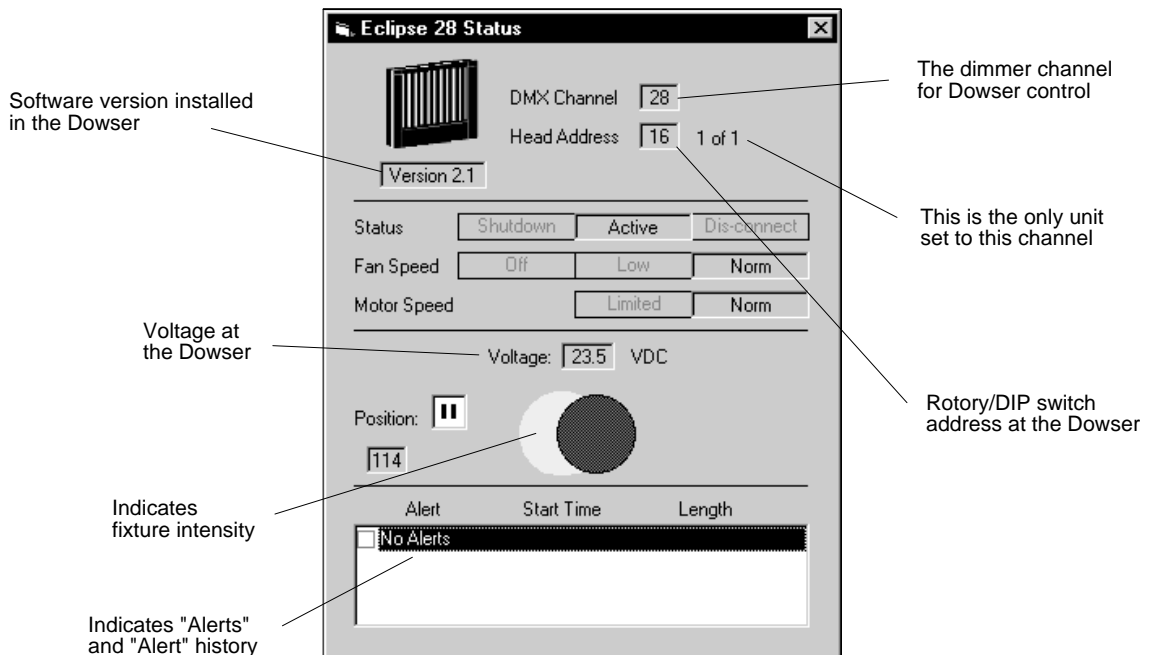 Eclipse 28 Status
The dimmer channel
for Dowser control
Software version installed
in the Dowser
DMX Channel 28
Head Address 16 1 of 1
Version 2.1
This is the only unit
set to this channel
Status Shutdown Active Dis-connect
Fan Speed Off Low Norm
Motor Speed Limited Norm
Voltage at
the Dowser
Voltage: 23.5 VDC
Rotory/DIP switch
address at the Dowser
Position:
114
Indicates
fixture intensity
Alert Start Time Length
No Alerts
Indicates "Alerts"
and "Alert" history